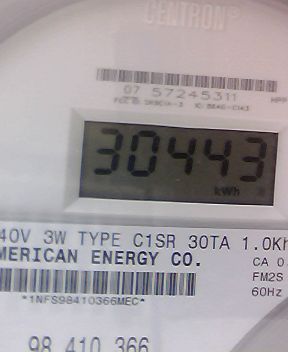 CENTRON®
07 57245311
30443
kWh
40V 3W TYPE C1SR 30TA 1.0Kh
MERICAN ENERGY CO.
CA 0
FM2S
60Hz
*1NFS98410366MEC*
98 410 366